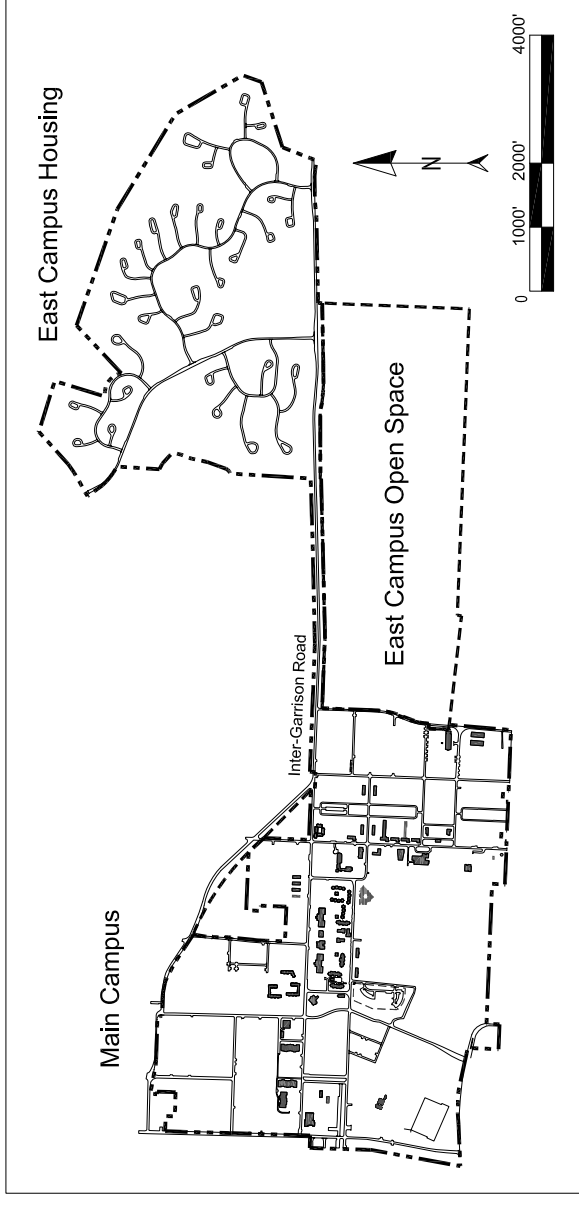 East Campus Housing
Main Campus
Inter-Garrison Road
East Campus Open Space
N
0 1000' 2000' 4000'